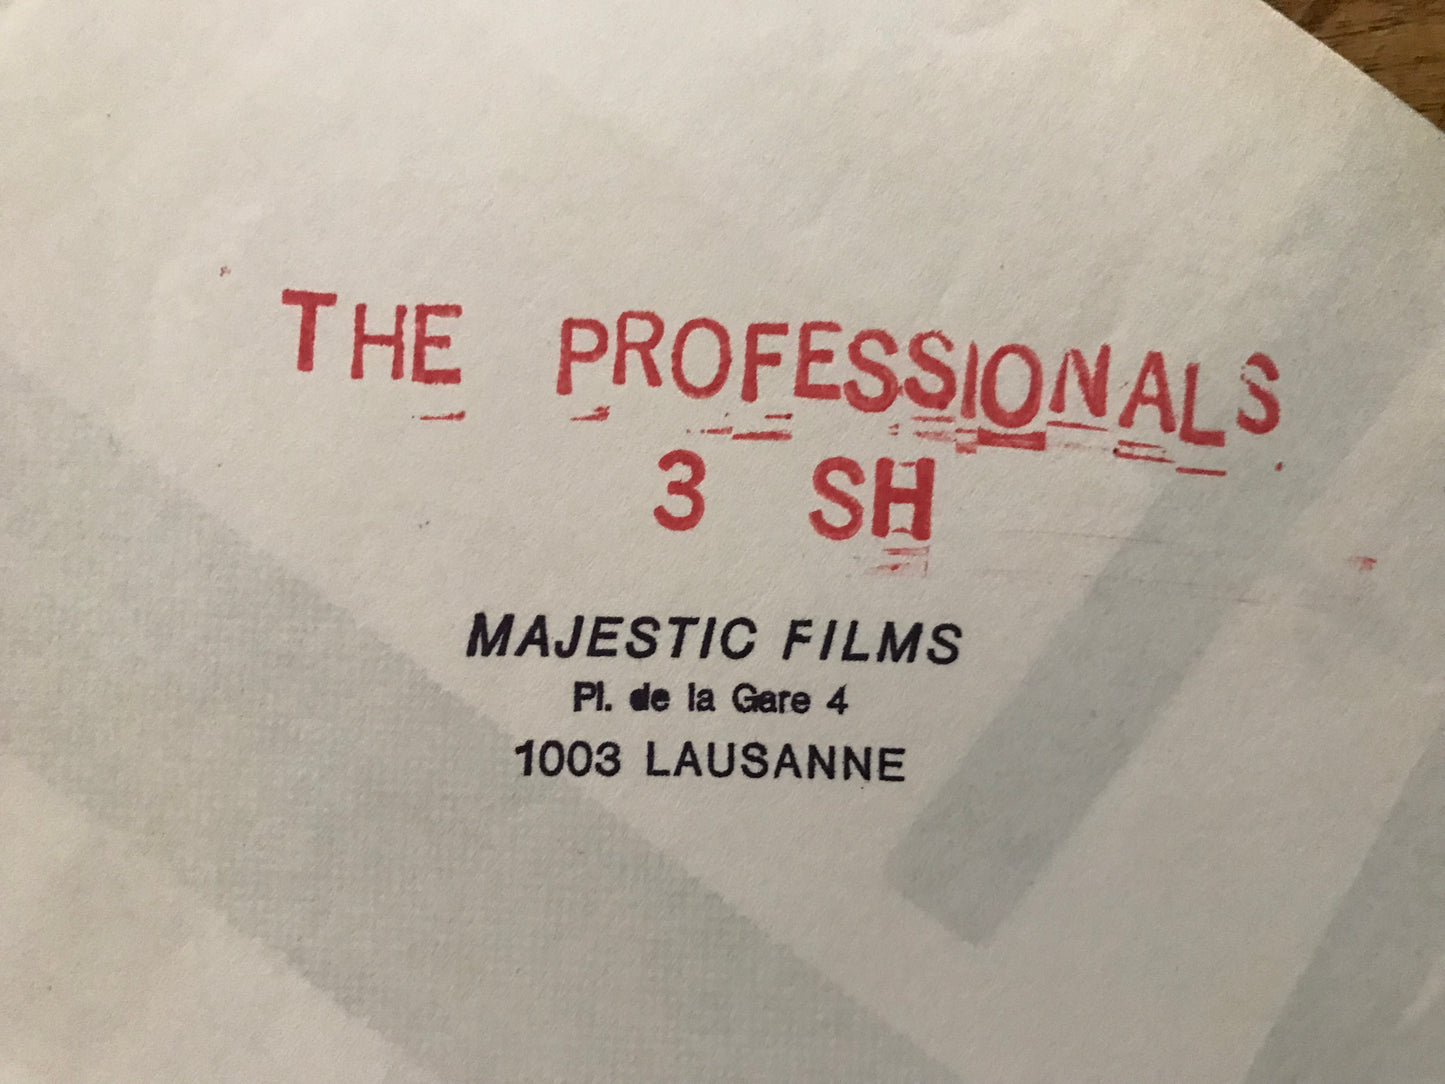 THE PROFESSIONALS
3 SH
MAJESTIC FILMS
Pl. de la Gare 4
1003 LAUSANNE